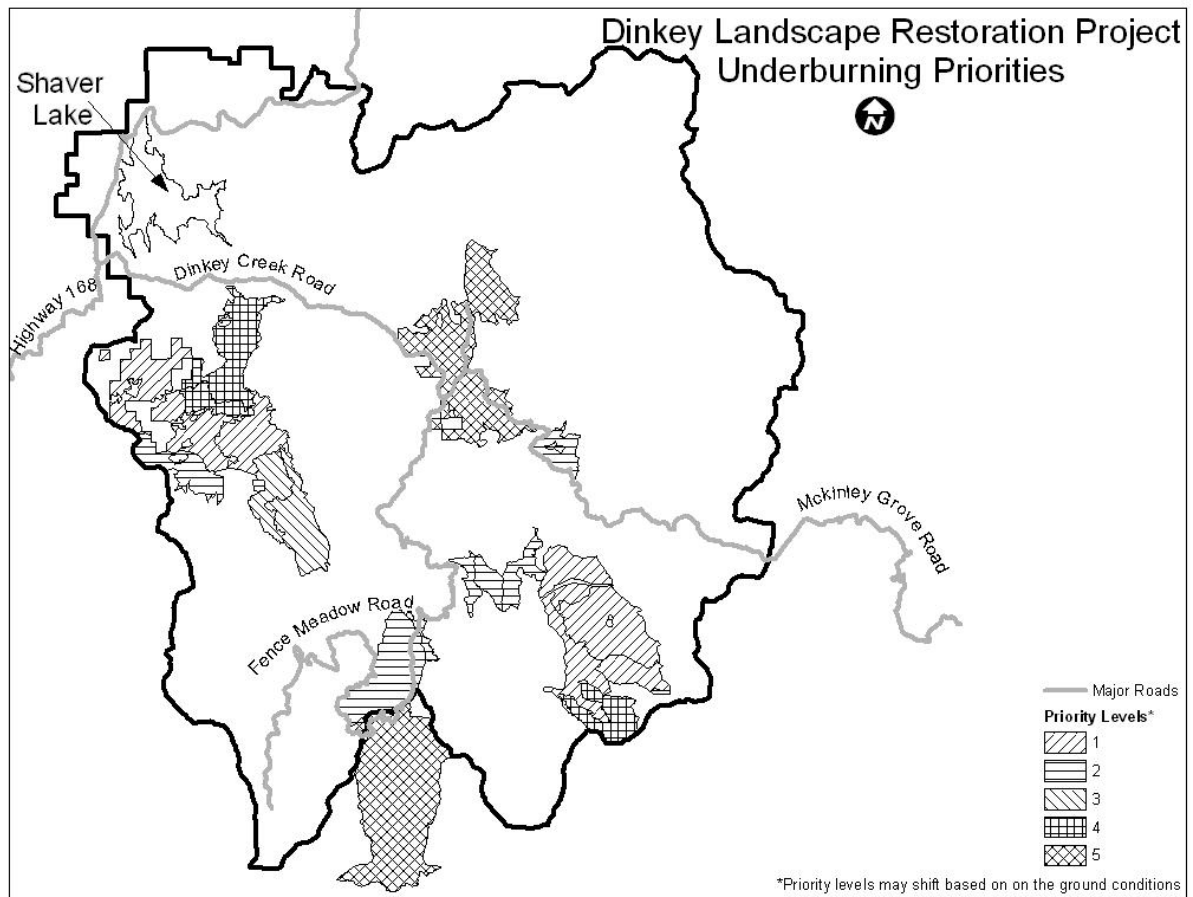 Dinkey Landscape Restoration Project
Underburning Priorities
N
Shaver
Lake
Highway 168
Dinkey Creek Road
Mckinley Grove Road
Fence Meadow Road
8
Major Roads
Priority Levels*
1
2
3
4
5
*Priority levels may shift based on on the ground conditions